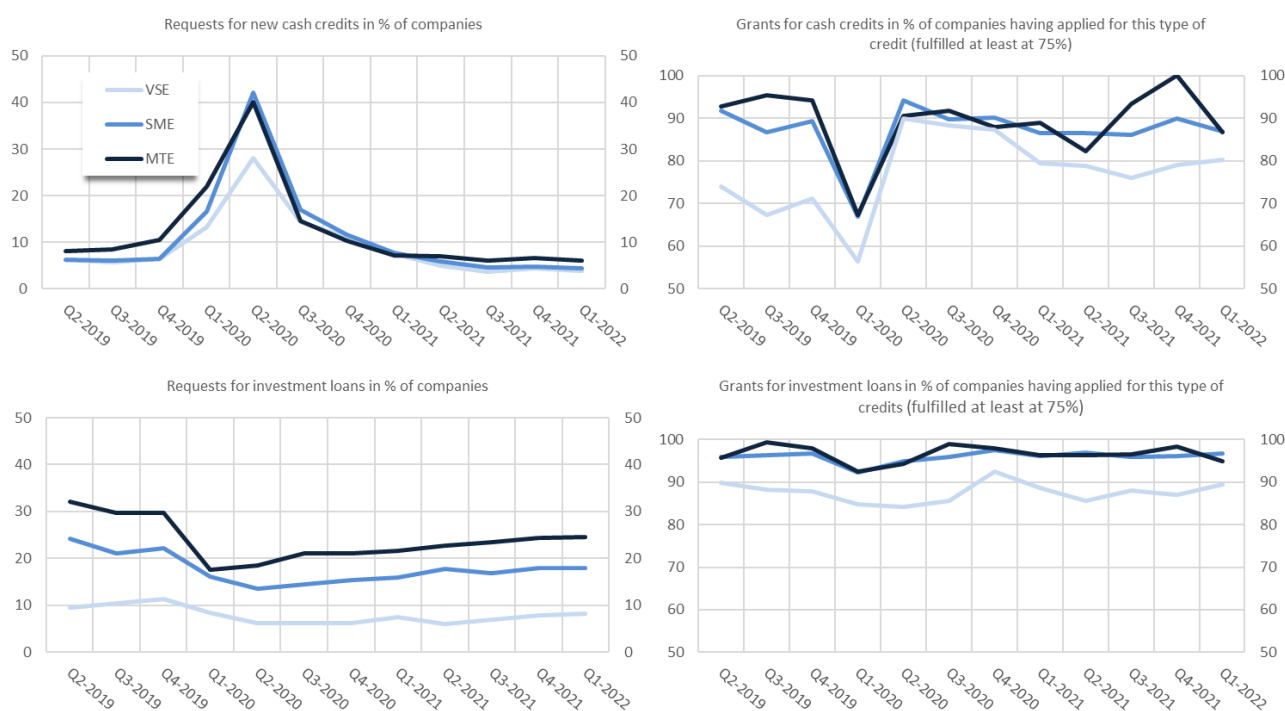 Requests for new cash credits in % of companies
50
40
30
20
10
0
50
40
30
20
10
0
VSE
SME
MTE
Q2-2019
Q3-2019
Q4-2019
Q1-2020
Q2-2020
Q3-2020
Q4-2020
Q1-2021
Q2-2021
Q3-2021
Q4-2021
Q1-2022
Grants for cash credits in % of companies having applied for this type of
credit (fulfilled at least at 75%)
100
90
80
70
60
50
100
90
80
70
60
50
Q2-2019
Q3-2019
Q4-2019
Q1-2020
Q2-2020
Q3-2020
Q4-2020
Q1-2021
Q2-2021
Q3-2021
Q4-2021
Q1-2022
Requests for investment loans in % of companies
50
40
30
20
10
0
50
40
30
20
10
0
Q2-2019
Q3-2019
Q4-2019
Q1-2020
Q2-2020
Q3-2020
Q4-2020
Q1-2021
Q2-2021
Q3-2021
Q4-2021
Q1-2022
Grants for investment loans in % of companies having applied for this type of
credits (fulfilled at least at 75%)
100
90
80
70
60
50
100
90
80
70
60
50
Q2-2019
Q3-2019
Q4-2019
Q1-2020
Q2-2020
Q3-2020
Q4-2020
Q1-2021
Q2-2021
Q3-2021
Q4-2021
Q1-2022